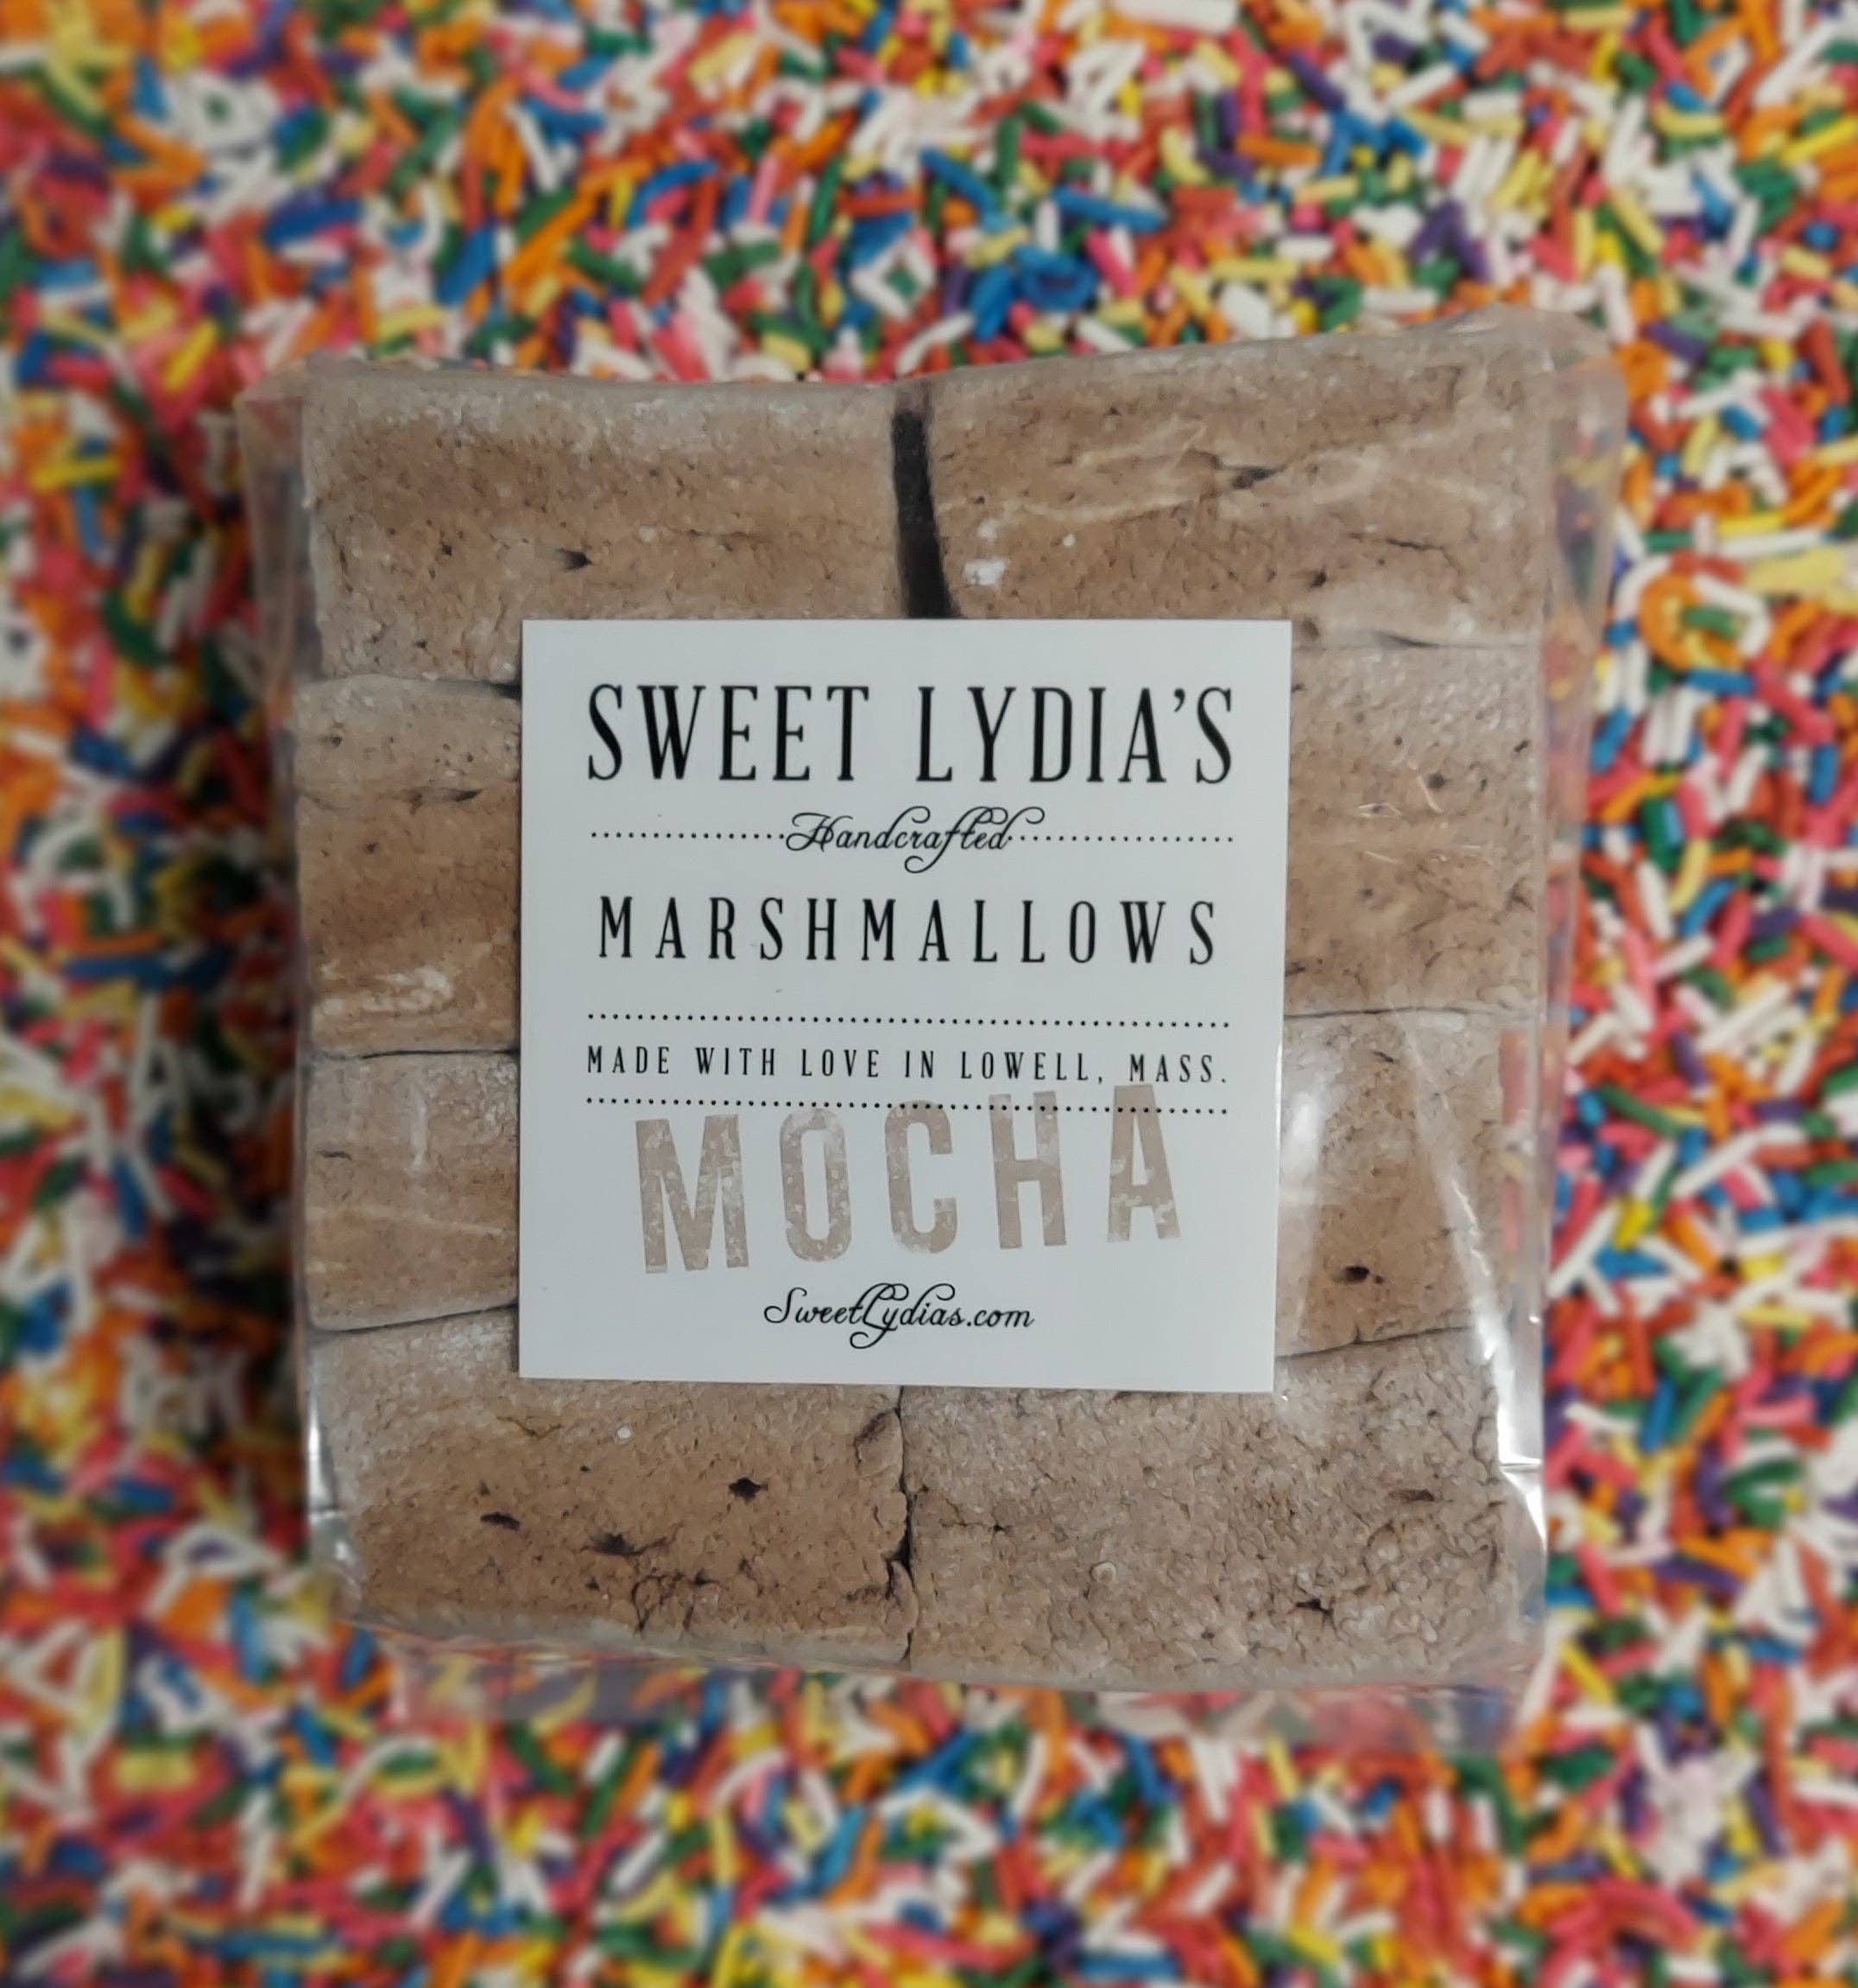 SWEET LYDIA'S
Handcrafted
MARSHMALLOWS
MADE WITH LOVE IN LOWELL, MASS.
MOCHA
SweetLydias.com